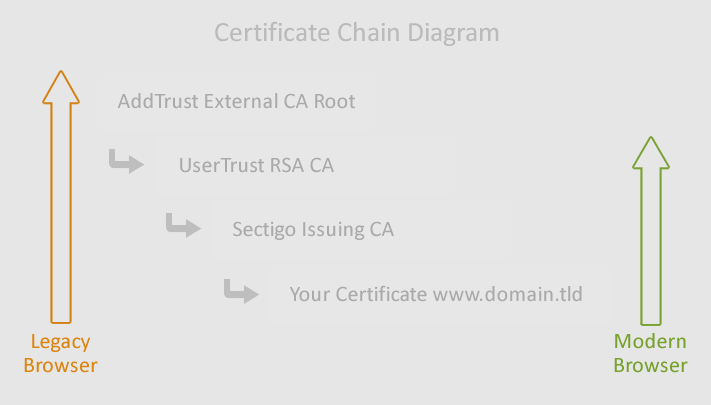 Certificate Chain Diagram
AddTrust External CA Root
UserTrust RSA CA
Sectigo Issuing CA
Your Certificate www.domain.tld
Legacy
Browser
Modern
Browser